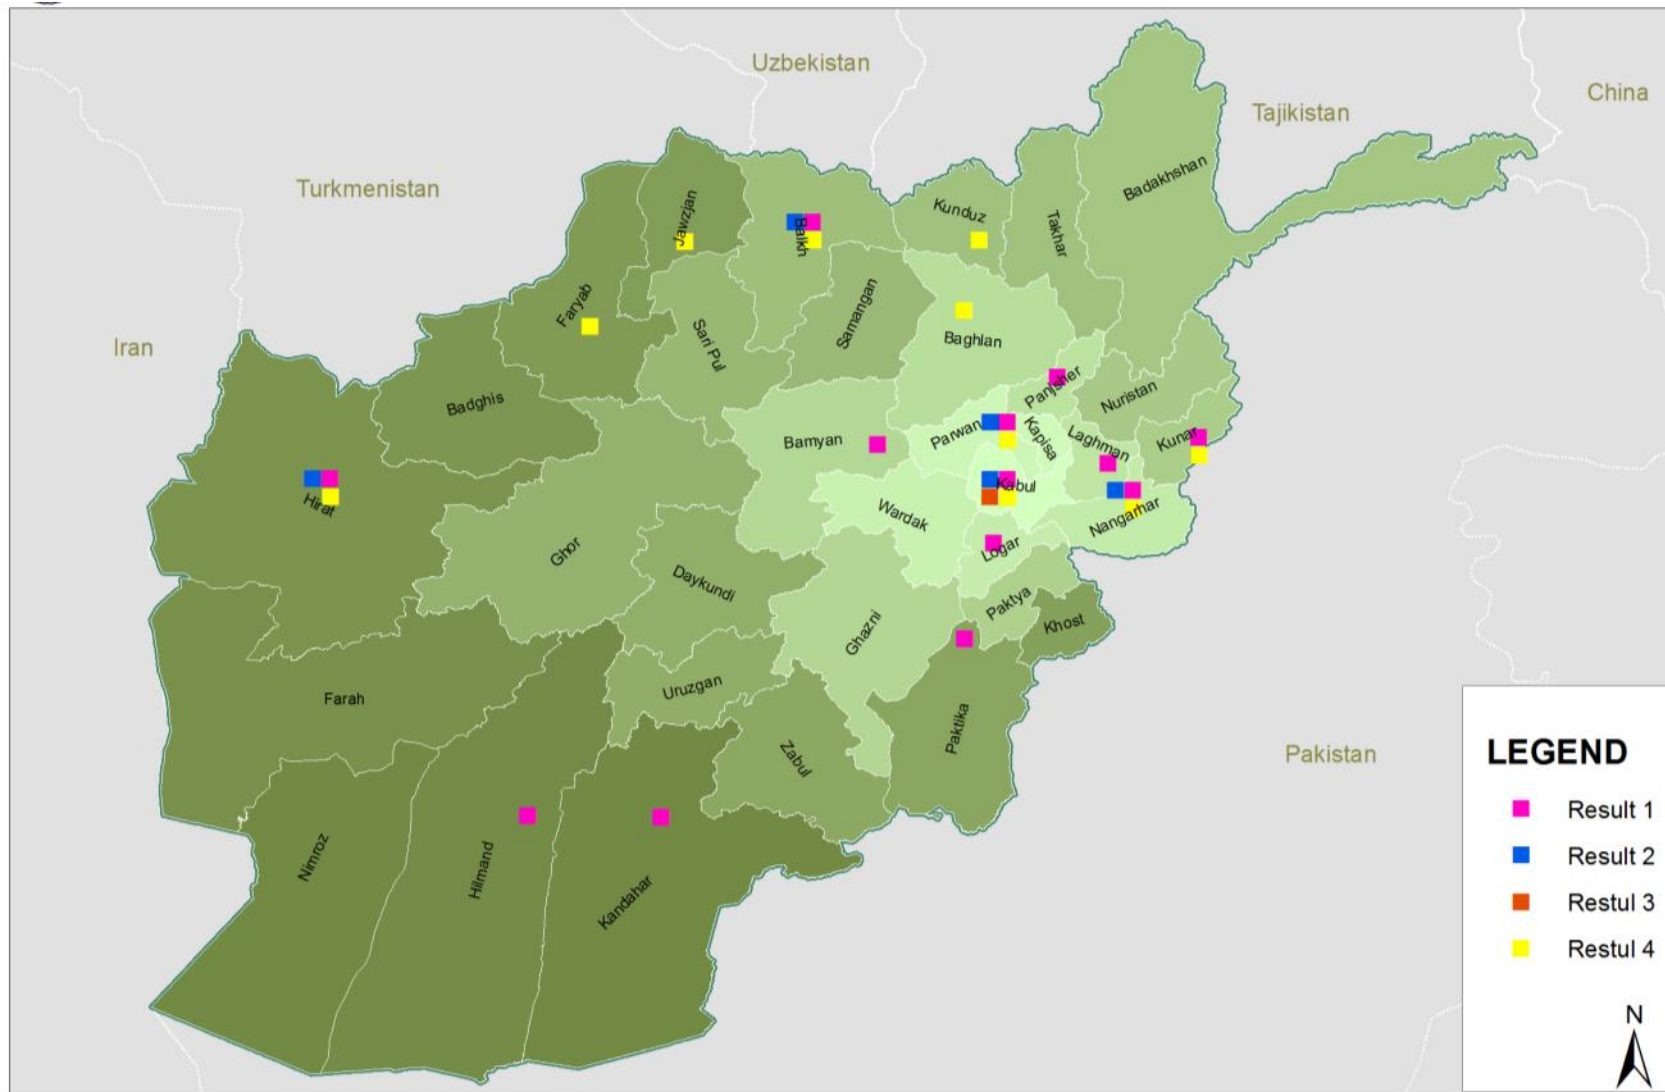 Uzbekistan
China
Tajikistan
Turkmenistan
Iran
Pakistan
Badakhshan
Kunduz
Takhar
Jawzjan
Balkh
Faryab
Sari Pul
Samangan
Baghlan
Badghis
Panjsher
Nuristan
Bamyan
Parwan
Kapisa
Laghman
Kunar
Hirat
Kabul
Wardak
Nangarhar
Ghor
Logar
Daykundi
Paktya
Khost
Ghazni
Farah
Uruzgan
Paktika
Zabul
Nimroz
Hilmand
Kandahar
LEGEND
Result 1
Result 2
Restul 3
Restul 4
N